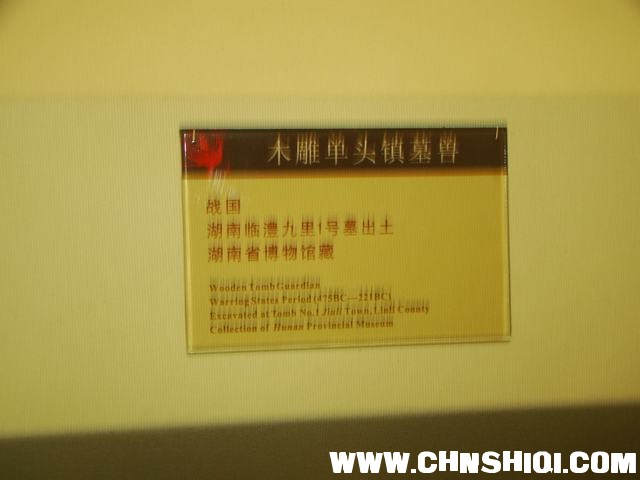 木雕单头镇墓兽
战国
湖南临澧九里1号墓出土
湖南省博物馆藏
Wooden Tomb Guardian
Warring States Period (475BC—221BC)
Excavated at Tomb No.1 Jiuli Town, Linli County
Collection of Hunan Provincial Museum
WWW.CHNSHIQI.COM